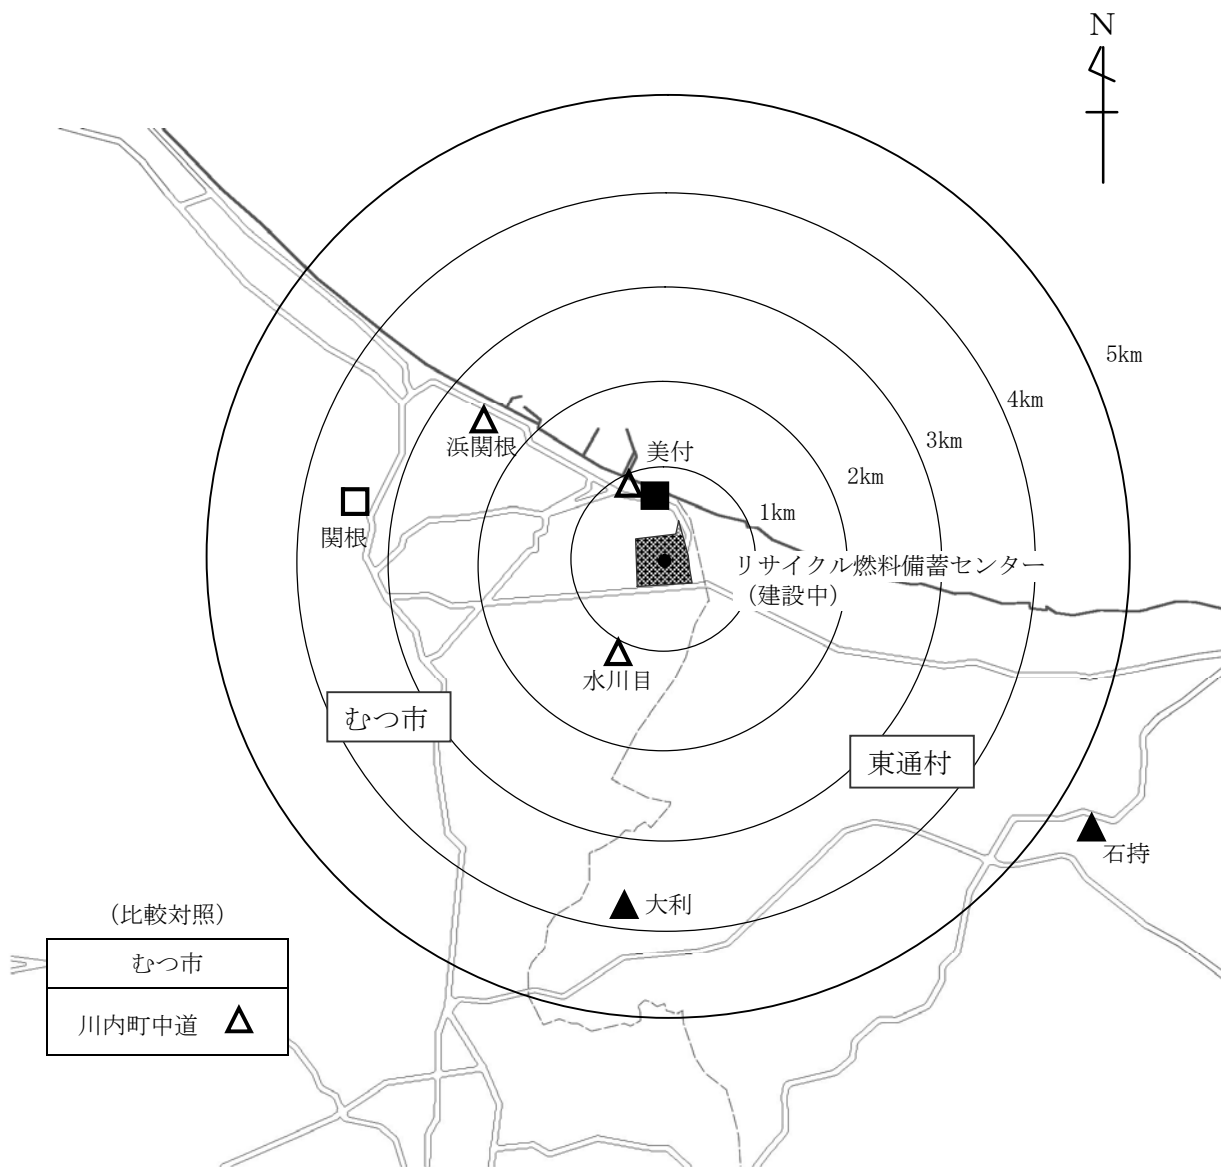 N
5km
4km
3km
2km
1km
浜関根
美付
関根
リサイクル燃料備蓄センター
（建設中）
水川目
むつ市
東通村
石持
大利
（比較対照）
むつ市
川内町中道